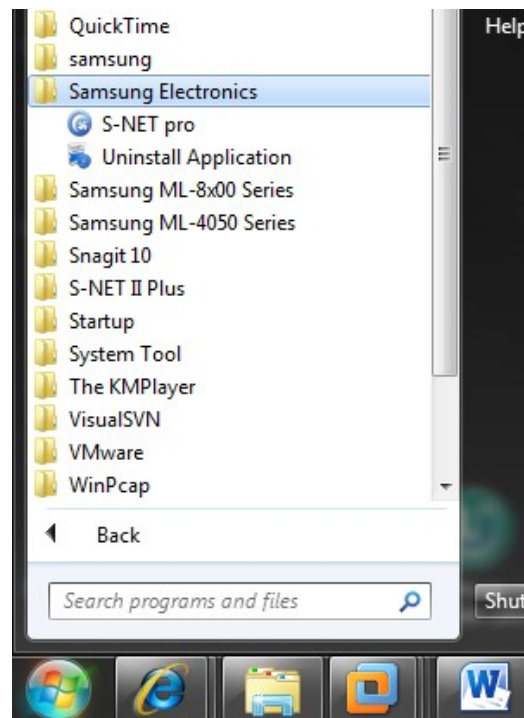 QuickTime
Help
samsung
Samsung Electronics
S-NET pro
Uninstall Application
Samsung ML-8x00 Series
Samsung ML-4050 Series
Snagit 10
S-NET II Plus
Startup
System Tool
The KMPlayer
VisualSVN
VMware
WinPcap
Back
Search programs and files
Shut
W